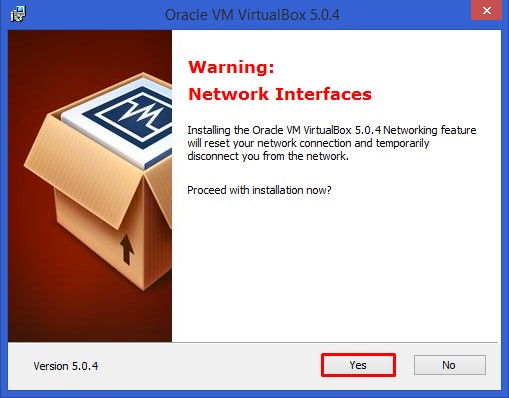 Oracle VM VirtualBox 5.0.4
Warning:
Network Interfaces
Installing the Oracle VM VirtualBox 5.0.4 Networking feature
will reset your network connection and temporarily
disconnect you from the network.
Proceed with installation now?
Version 5.0.4
Yes
No